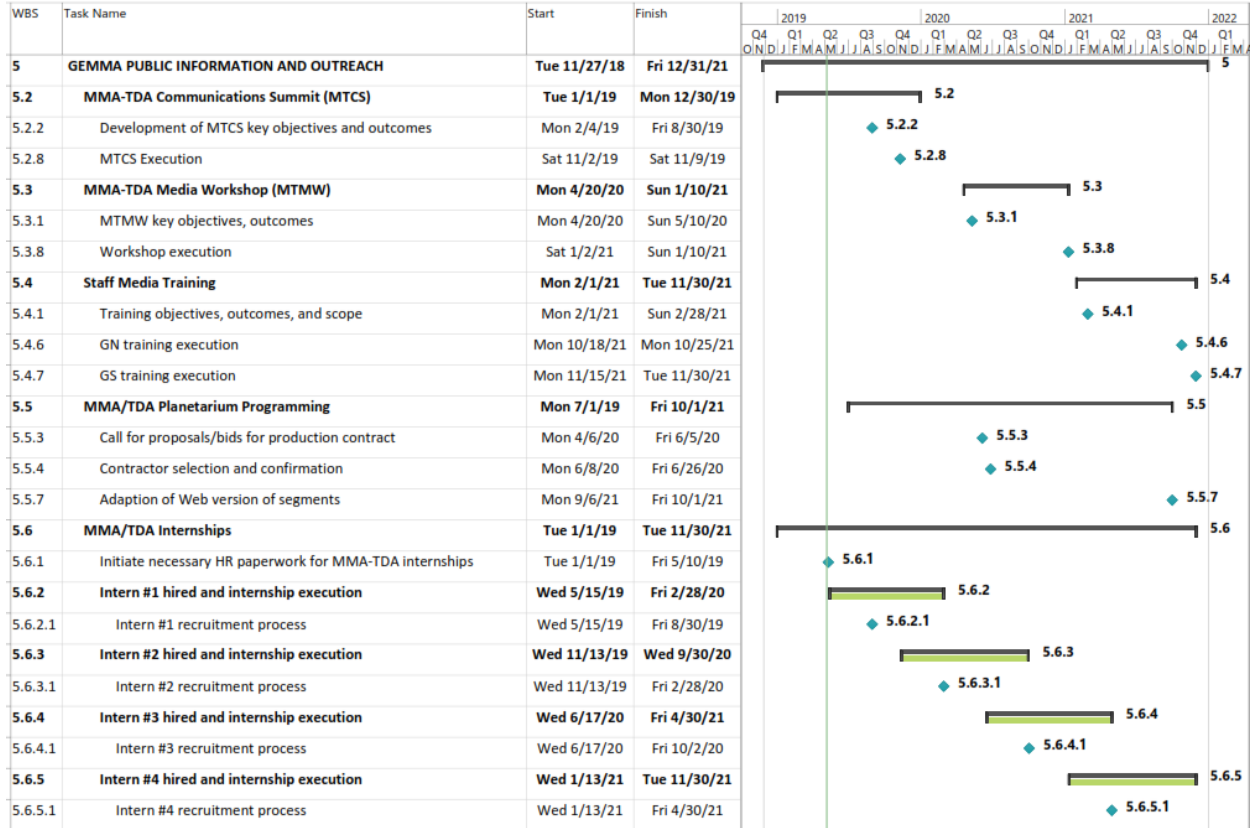 WBS Task Name Start Finish
2019 2020 2021 2022
Q4 Q1 Q2 Q3 Q4 Q1 Q2 Q3 Q4 Q1 Q2 Q3 Q4 Q1
O N D J F M A M J J A S O N D J F M A M J J A S O N D J F M A M J J A S O N D J F M A
5 GEMMA PUBLIC INFORMATION AND OUTREACH Tue 11/27/18 Fri 12/31/21 5
5.2 MMA-TDA Communications Summit (MTCS) Tue 1/1/19 Mon 12/30/19 5.2
5.2.2 Development of MTCS key objectives and outcomes Mon 2/4/19 Fri 8/30/19 5.2.2
5.2.8 MTCS Execution Sat 11/2/19 Sat 11/9/19 5.2.8
5.3 MMA-TDA Media Workshop (MTMW) Mon 4/20/20 Sun 1/10/21 5.3
5.3.1 MTMW key objectives, outcomes Mon 4/20/20 Sun 5/10/20 5.3.1
5.3.8 Workshop execution Sat 1/2/21 Sun 1/10/21 5.3.8
5.4 Staff Media Training Mon 2/1/21 Tue 11/30/21 5.4
5.4.1 Training objectives, outcomes, and scope Mon 2/1/21 Sun 2/28/21 5.4.1
5.4.6 GN training execution Mon 10/18/21 Mon 10/25/21 5.4.6
5.4.7 GS training execution Mon 11/15/21 Tue 11/30/21 5.4.7
5.5 MMA/TDA Planetarium Programming Mon 7/1/19 Fri 10/1/21 5.5
5.5.3 Call for proposals/bids for production contract Mon 4/6/20 Fri 6/5/20 5.5.3
5.5.4 Contractor selection and confirmation Mon 6/8/20 Fri 6/26/20 5.5.4
5.5.7 Adaption of Web version of segments Mon 9/6/21 Fri 10/1/21 5.5.7
5.6 MMA/TDA Internships Tue 1/1/19 Tue 11/30/21 5.6
5.6.1 Initiate necessary HR paperwork for MMA-TDA internships Tue 1/1/19 Fri 5/10/19 5.6.1
5.6.2 Intern #1 hired and internship execution Wed 5/15/19 Fri 2/28/20 5.6.2
5.6.2.1 Intern #1 recruitment process Wed 5/15/19 Fri 8/30/19 5.6.2.1
5.6.3 Intern #2 hired and internship execution Wed 11/13/19 Wed 9/30/20 5.6.3
5.6.3.1 Intern #2 recruitment process Wed 11/13/19 Fri 2/28/20 5.6.3.1
5.6.4 Intern #3 hired and internship execution Wed 6/17/20 Fri 4/30/21 5.6.4
5.6.4.1 Intern #3 recruitment process Wed 6/17/20 Fri 10/2/20 5.6.4.1
5.6.5 Intern #4 hired and internship execution Wed 1/13/21 Tue 11/30/21 5.6.5
5.6.5.1 Intern #4 recruitment process Wed 1/13/21 Fri 4/30/21 5.6.5.1